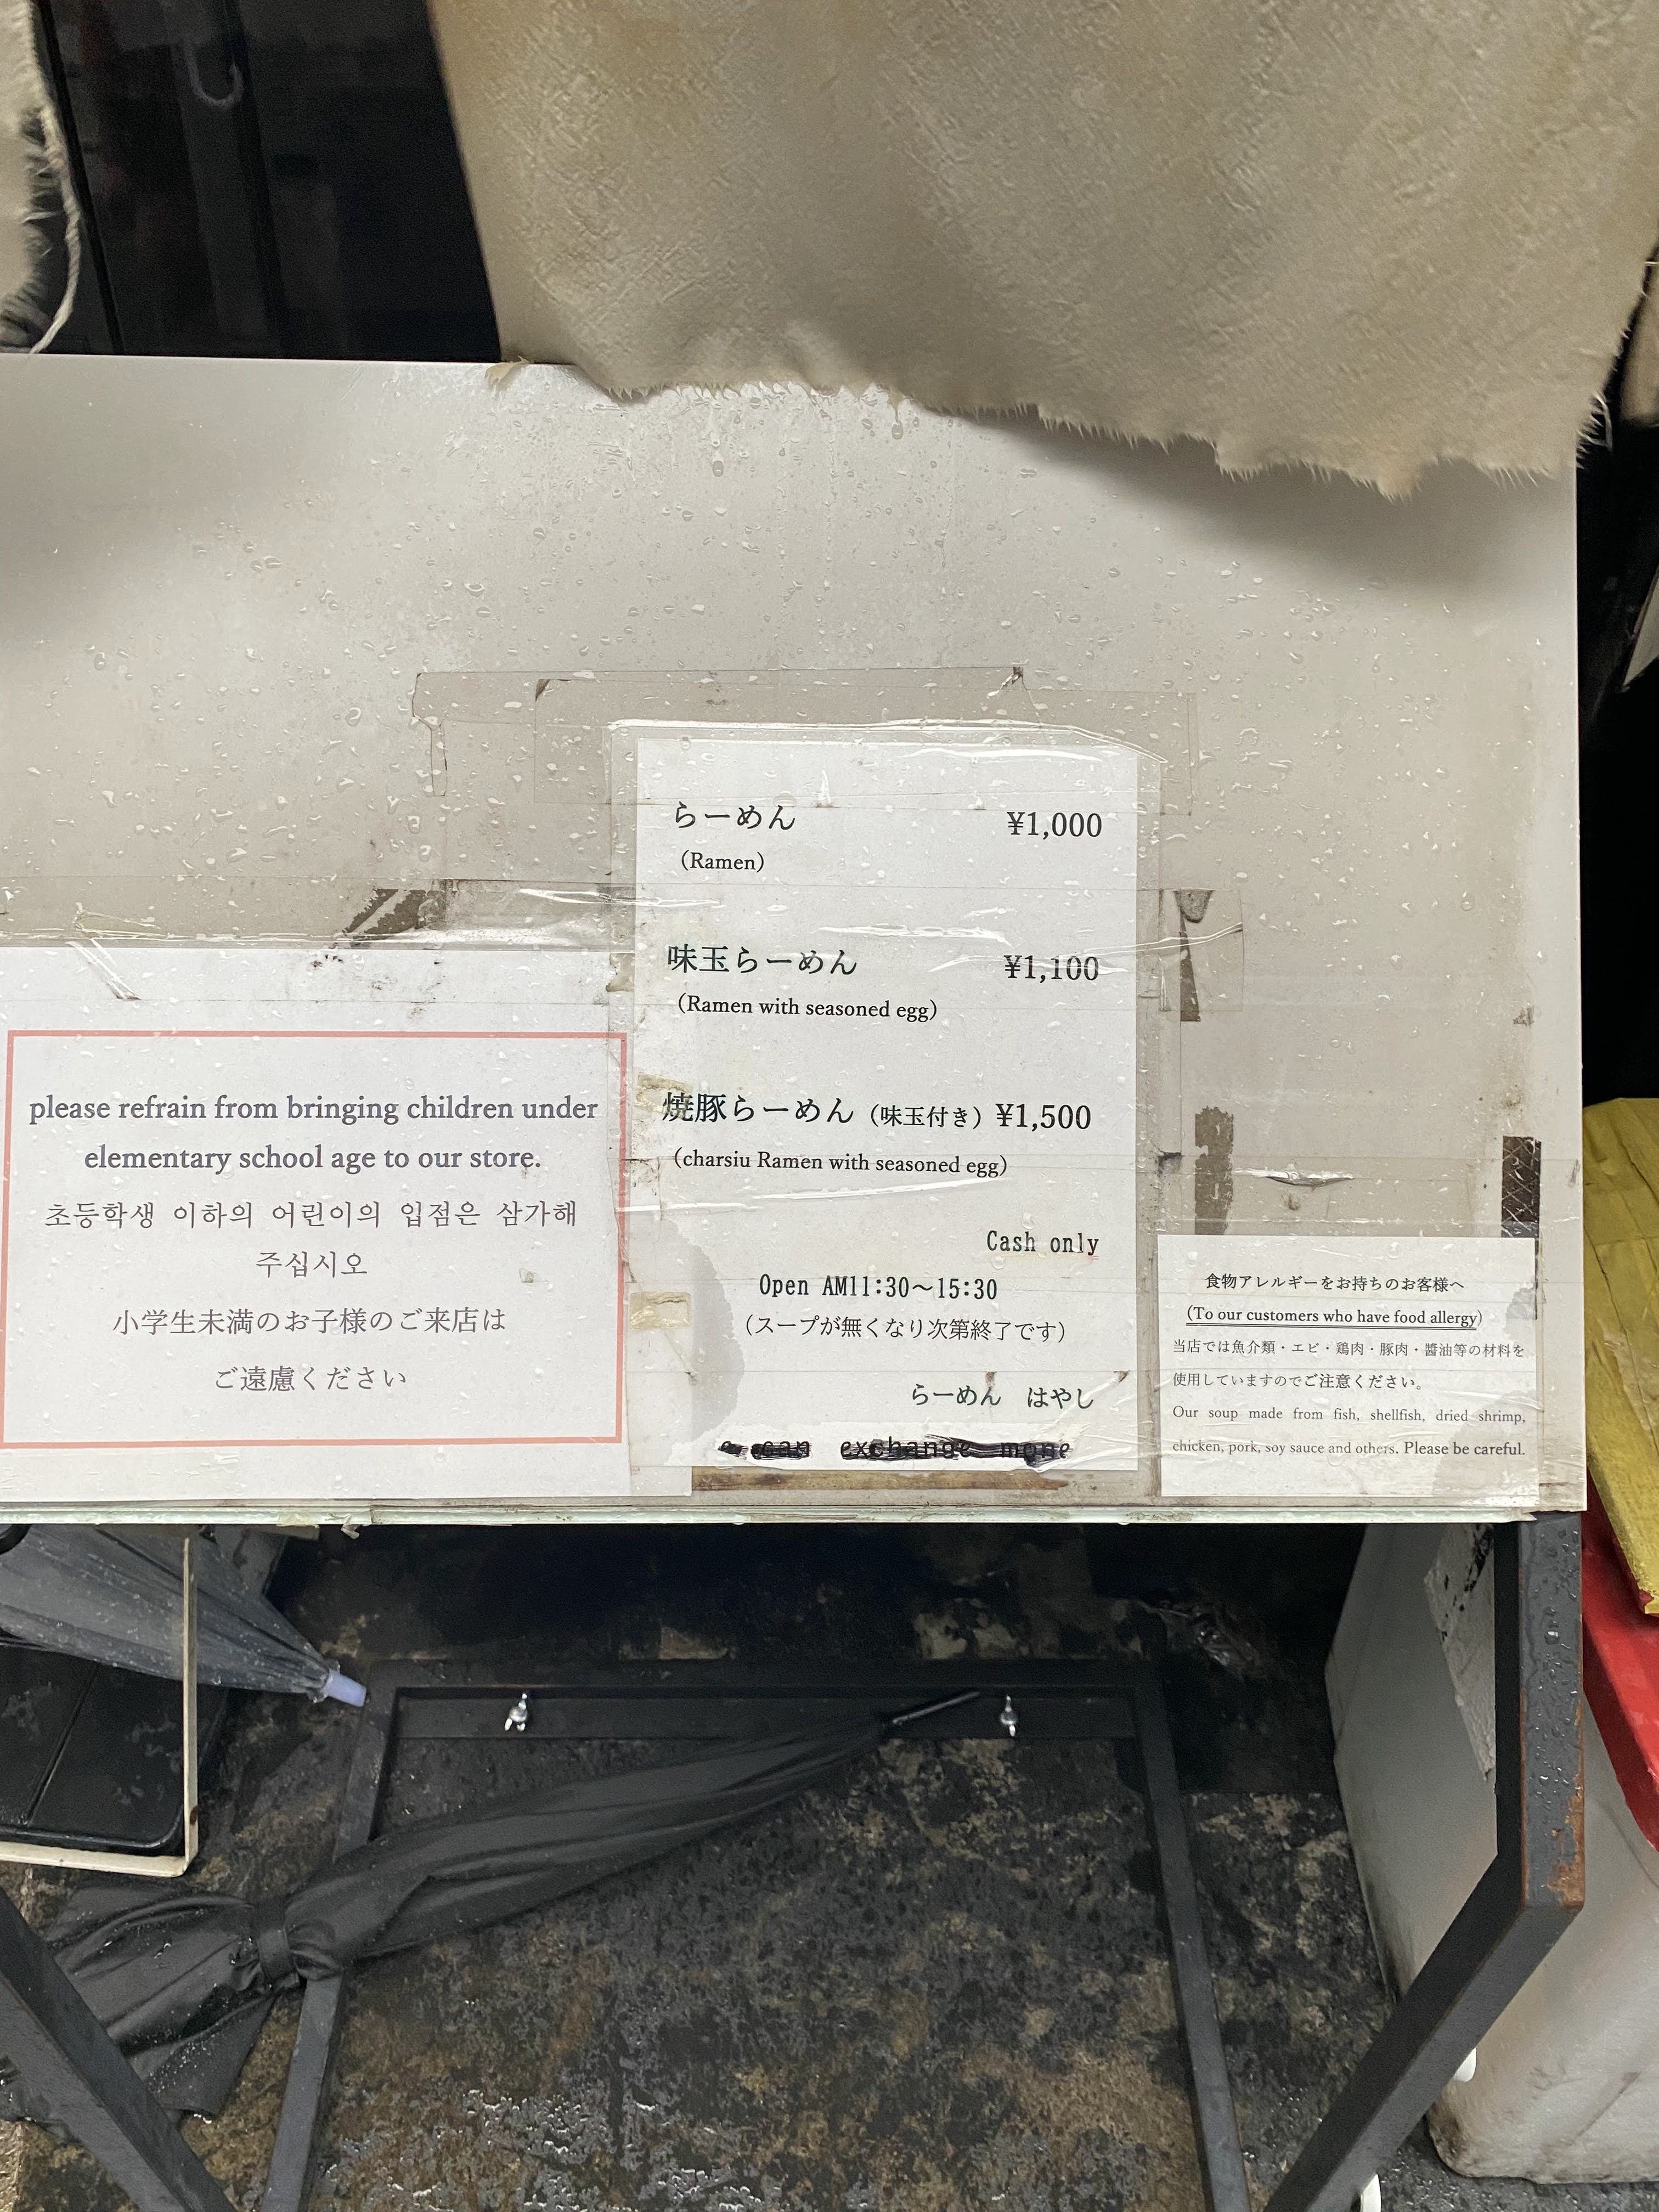 please refrain from bringing children under
elementary school age to our store.
초등학생 이하의 어린이의 입점은 삼가해
주십시오
小学生未満のお子様のご来店は
ご遠慮ください
らーめん ¥1,000
(Ramen)
味玉らーめん ¥1,100
(Ramen with seasoned egg)
焼豚らーめん（味玉付き）¥1,500
(charsiu Ramen with seasoned egg)
Cash only
Open AM11:30～15:30
（スープが無くなり次第終了です）
らーめん はやし
can exchange mone
食物アレルギーをお持ちのお客様へ
(To our customers who have food allergy)
当店では魚介類・エビ・鶏肉・豚肉・醬油等の材料を
使用していますのでご注意ください。
Our soup made from fish, shellfish, dried shrimp,
chicken, pork, soy sauce and others. Please be careful.